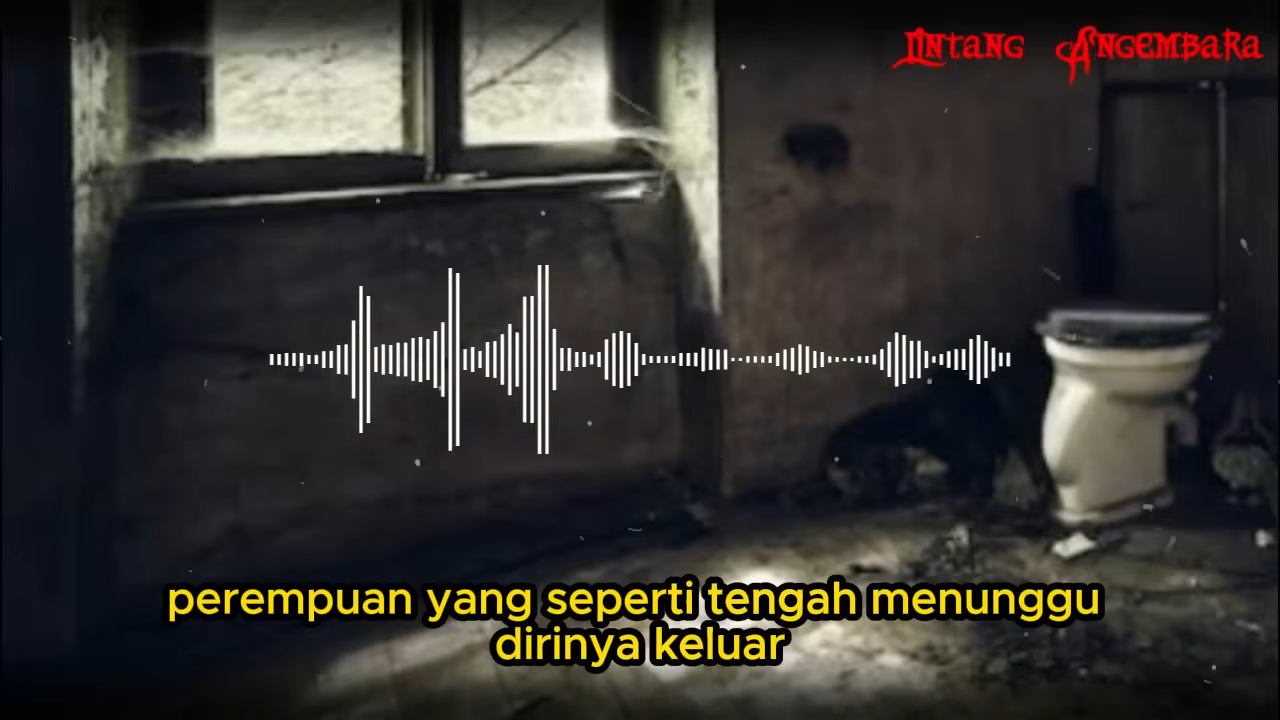 Lintang Angembara
perempuan yang seperti tengah menunggu
dirinya keluar